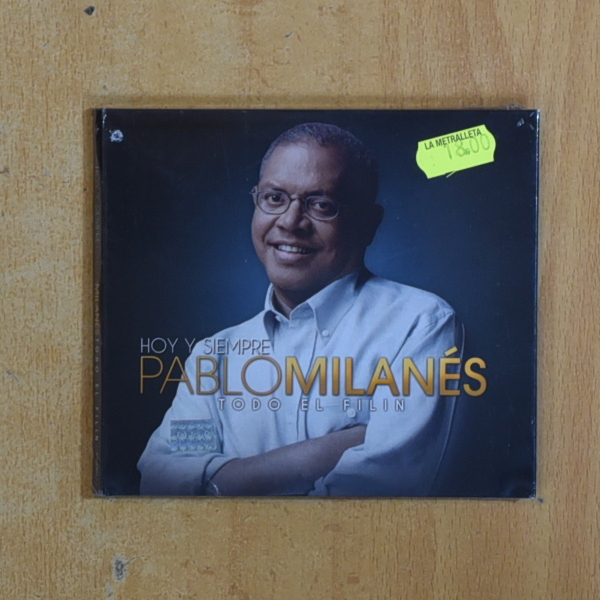 LA METRALLETA
18.00
HOY Y SIEMPRE
PABLOMILANÉS
TODO EL FILIN